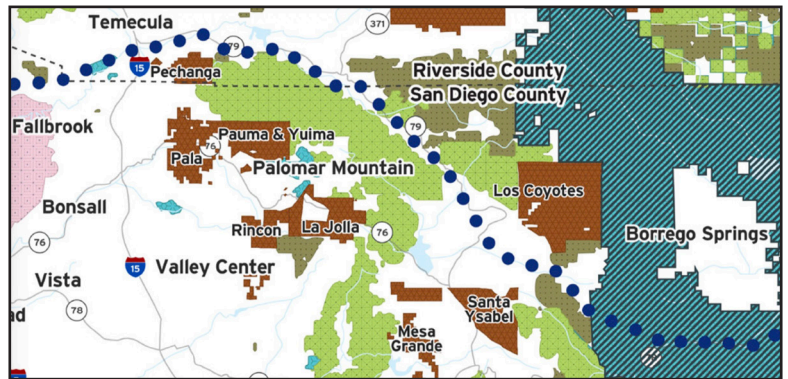 Temecula
371
79
15
Pechanga
Riverside County
San Diego County
Fallbrook
79
Pauma & Yuima
76
Pala
Palomar Mountain
Los Coyotes
Bonsall
Rincon
La Jolla
76
76
Borrego Springs
15
Valley Center
Vista
Santa
Ysabel
78
ad
Mesa
Grande